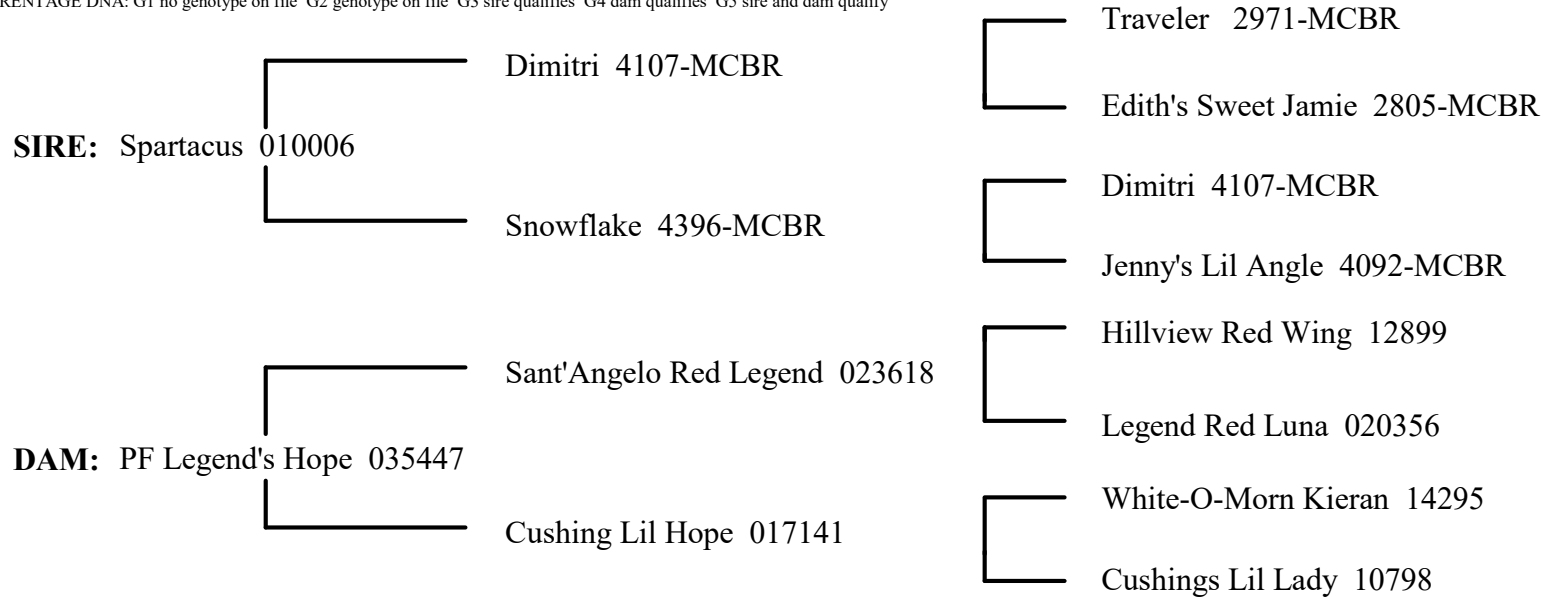 RENTAGE DNA: G1 no genotype on file G2 genotype on file G3 sire qualifies G4 dam qualifies G5 sire and dam qualify
Traveler 2971-MCBR
Dimitri 4107-MCBR
Edith's Sweet Jamie 2805-MCBR
SIRE: Spartacus 010006
Dimitri 4107-MCBR
Snowflake 4396-MCBR
Jenny's Lil Angle 4092-MCBR
Hillview Red Wing 12899
Sant'Angelo Red Legend 023618
Legend Red Luna 020356
DAM: PF Legend's Hope 035447
White-O-Morn Kieran 14295
Cushing Lil Hope 017141
Cushings Lil Lady 10798